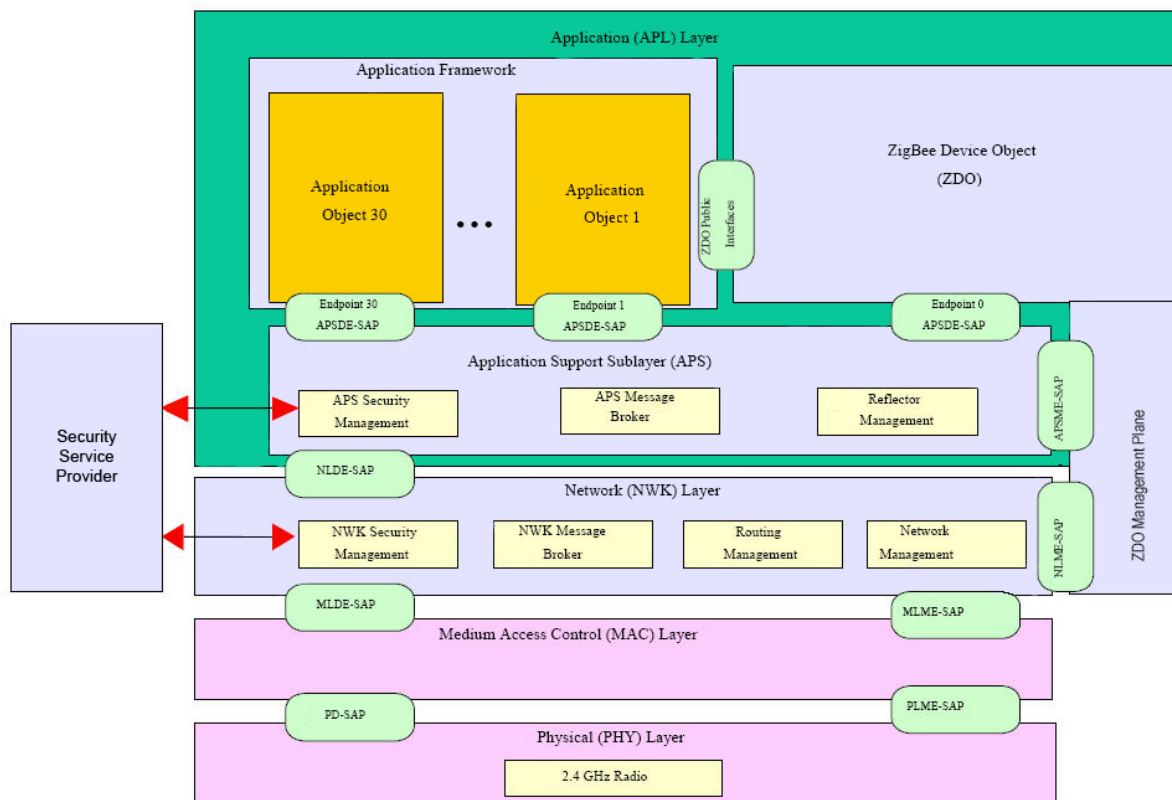 Application (APL) Layer
Application Framework
Application
Object 30
...
Application
Object 1
ZDO Public
Interfaces
ZigBee Device Object
(ZDO)
Endpoint 30
APSDE-SAP
Endpoint 1
APSDE-SAP
Endpoint 0
APSDE-SAP
Application Support Sublayer (APS)
APS Security
Management
APS Message
Broker
Reflector
Management
APSME-SAP
Security
Service
Provider
NLDE-SAP
Network (NWK) Layer
NWK Security
Management
NWK Message
Broker
Routing
Management
Network
Management
NLME-SAP
ZDO Management Plane
MLDE-SAP
MLME-SAP
Medium Access Control (MAC) Layer
PD-SAP
PLME-SAP
Physical (PHY) Layer
2.4 GHz Radio